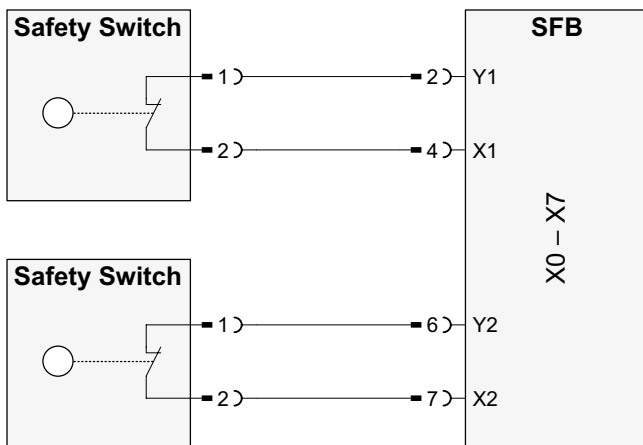 Safety Switch
SFB
1
2
Y1
2
4
X1
X0 – X7
Safety Switch
1
6
Y2
2
7
X2